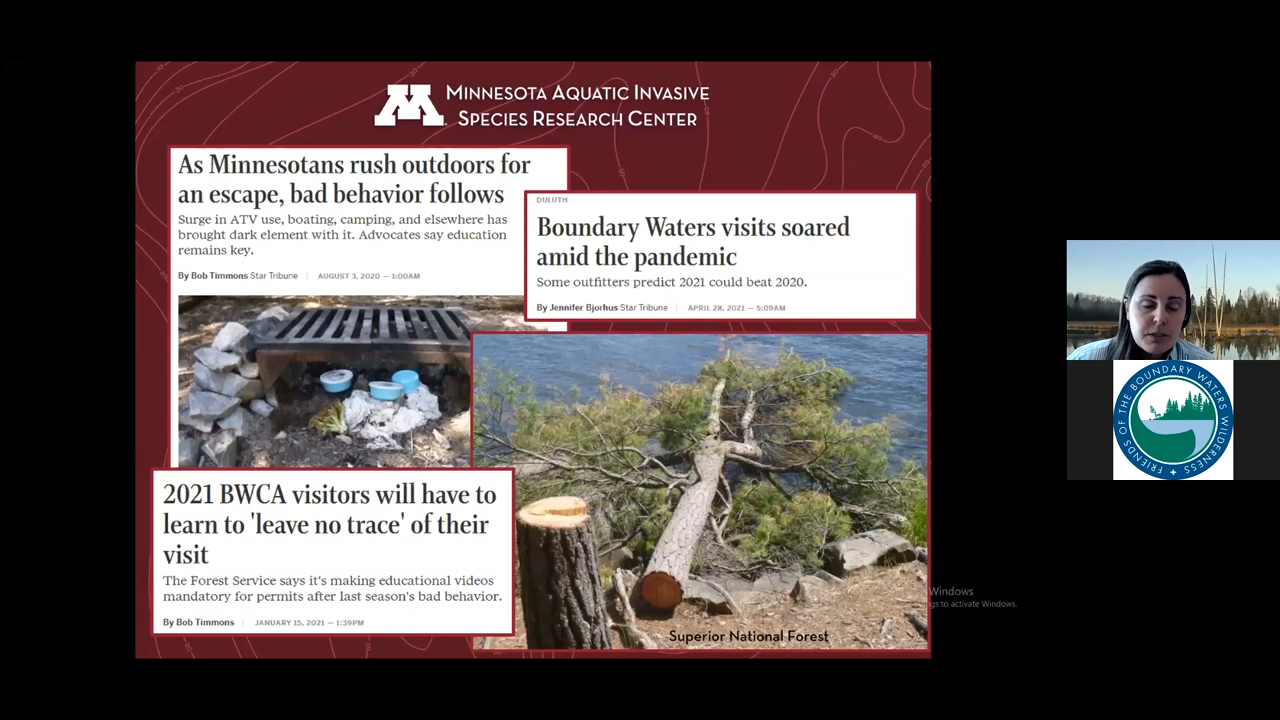 MINNESOTA AQUATIC INVASIVE
SPECIES RESEARCH CENTER
As Minnesotans rush outdoors for
an escape, bad behavior follows
Surge in ATV use, boating, camping, and elsewhere has
brought dark element with it. Advocates say education
remains key.
By Bob Timmons Star Tribune | AUGUST 3, 2020 — 1:00AM
DULUTH
Boundary Waters visits soared
amid the pandemic
Some outfitters predict 2021 could beat 2020.
By Jennifer Bjorhus Star Tribune | APRIL 28, 2021 — 5:09AM
2021 BWCA visitors will have to
learn to 'leave no trace' of their
visit
The Forest Service says it's making educational videos
mandatory for permits after last season's bad behavior.
By Bob Timmons | JANUARY 15, 2021 — 1:39PM
Superior National Forest
FRIENDS OF THE BOUNDARY WATERS WILDERNESS
Windows
gs to activate Windows.